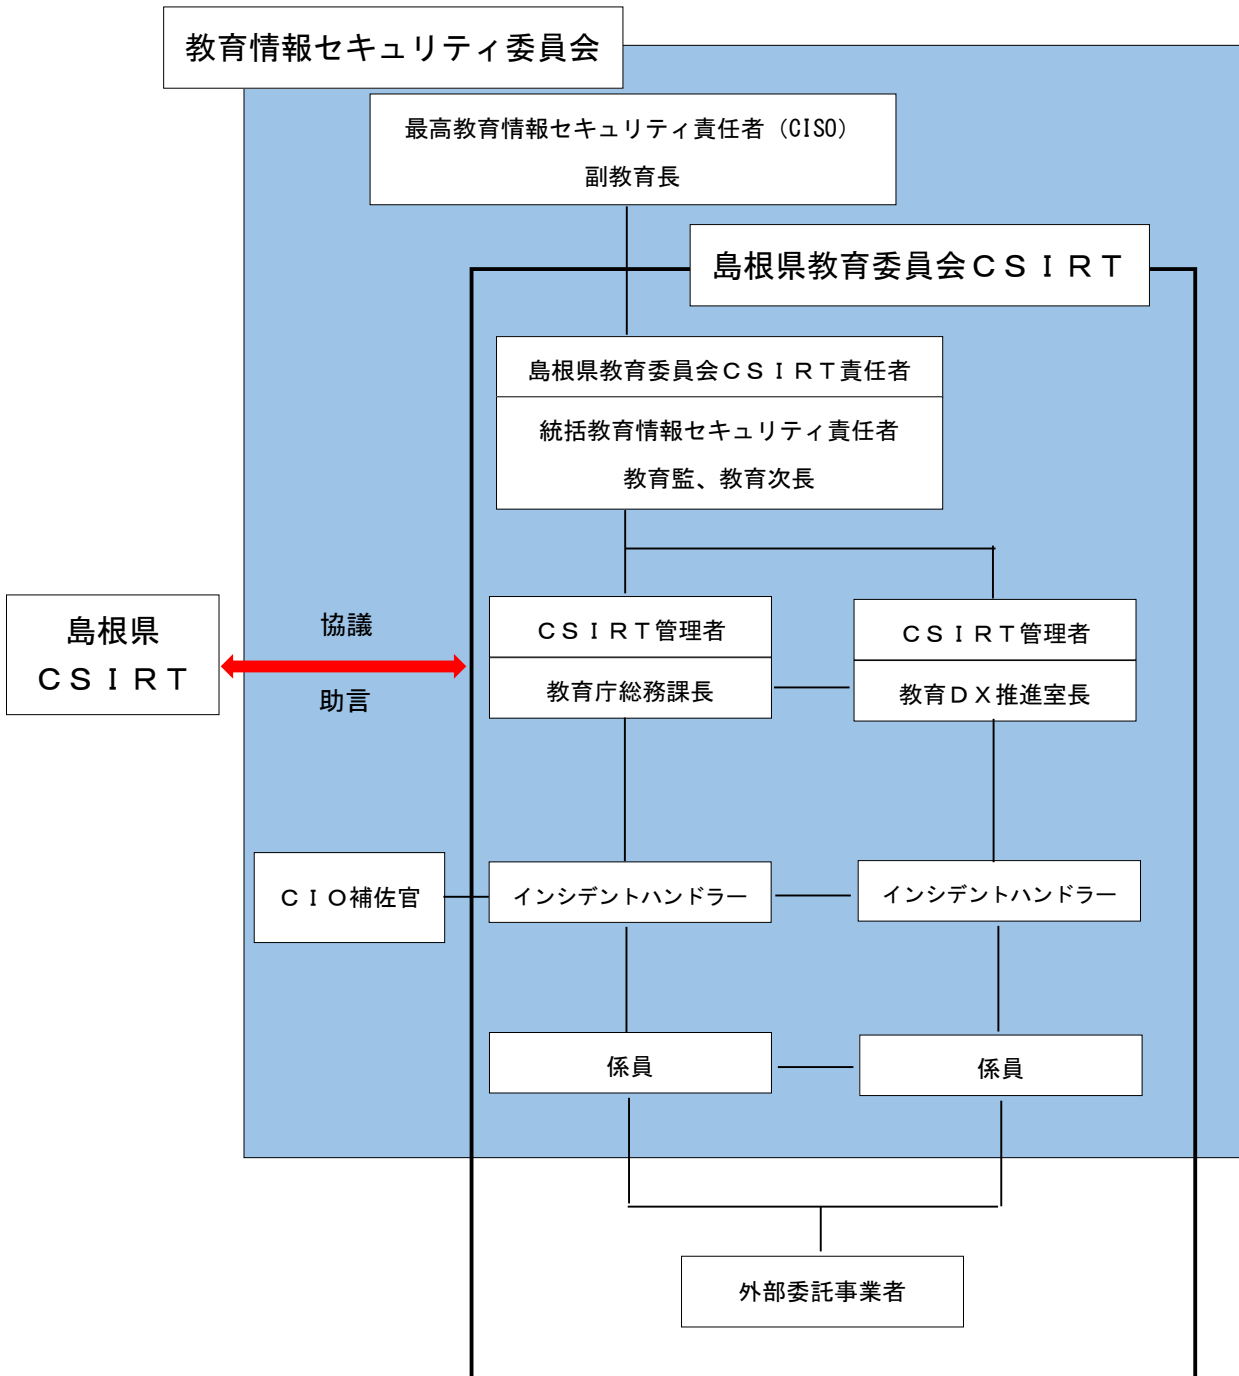 教育情報セキュリティ委員会
最高教育情報セキュリティ責任者（CISO）
副教育長
島根県教育委員会ＣＳＩＲＴ
島根県教育委員会ＣＳＩＲＴ責任者
統括教育情報セキュリティ責任者
教育監、教育次長
島根県
ＣＳＩＲＴ
協議
助言
ＣＳＩＲＴ管理者
教育庁総務課長
ＣＳＩＲＴ管理者
教育ＤＸ推進室長
ＣＩＯ補佐官
インシデントハンドラー
インシデントハンドラー
係員
係員
外部委託事業者